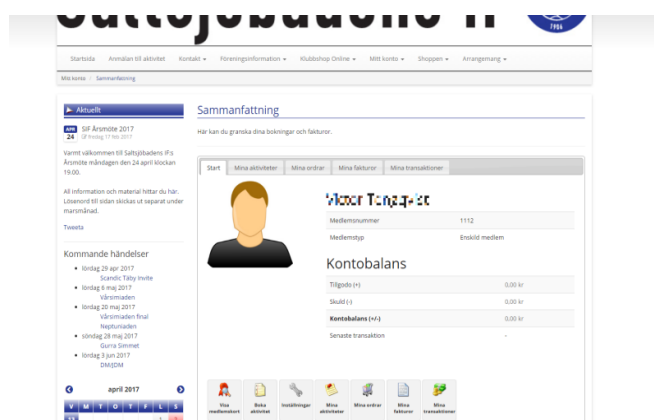 Saltsjöbadens IF
1906
Startsida Anmälan till aktivitet Kontakt Föreningsinformation Klubbshop Online Mitt konto Shoppen Arrangemang
Mitt konto / Sammanfattning
Aktuellt
APR 24 SIF Årsmöte 2017
fredag 17 feb 2017
Varmt välkommen till Saltsjöbadens IF:s
Årsmöte måndagen den 24 april klockan
19.00.
All information och material hittar du här.
Lösenord till sidan skickas ut separat under
marsmånad.
Tweeta
Kommande händelser
lördag 29 apr 2017
Scandic Täby Invite
lördag 6 maj 2017
Vårsimiaden
lördag 20 maj 2017
Vårsimiaden final
Neptuniaden
söndag 28 maj 2017
Gurra Simmet
lördag 3 jun 2017
DM/JDM
april 2017
V M T O T F L S
Sammanfattning
Här kan du granska dina bokningar och fakturor.
Start Mina aktiviteter Mina ordrar Mina fakturor Mina transaktioner
Medlemsnummer 1112
Medlemstyp Enskild medlem
Kontobalans
Tillgodo (+) 0,00 kr
Skuld (-) 0,00 kr
Kontobalans (+/-) 0,00 kr
Senaste transaktion -
Visa medlemskort
Boka aktivitet
Inställningar
Mina aktiviteter
Mina ordrar
Mina fakturor
Mina transaktioner